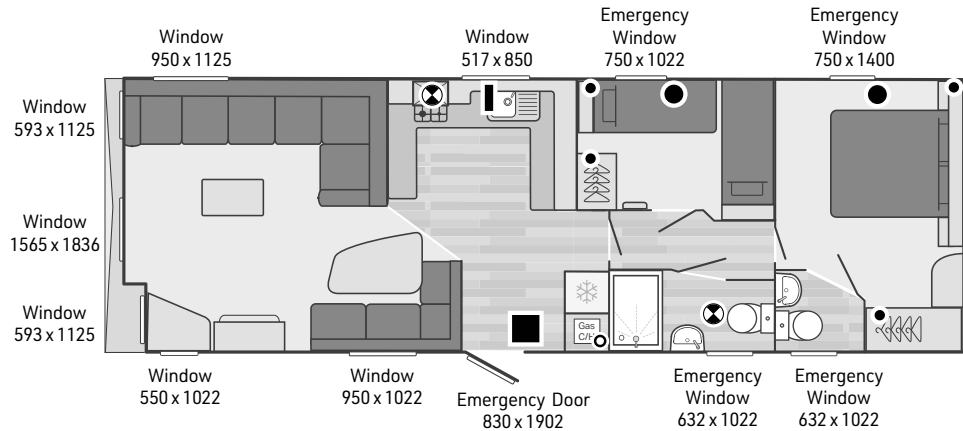 Emergency
Window
750 x 1022
Emergency
Window
750 x 1400
Window
950 x 1125
Window
517 x 850
Window
593 x 1125
Window
1565 x 1836
Window
593 x 1125
Gas
C/H
Window
550 x 1022
Window
950 x 1022
Emergency Door
830 x 1902
Emergency
Window
632 x 1022
Emergency
Window
632 x 1022